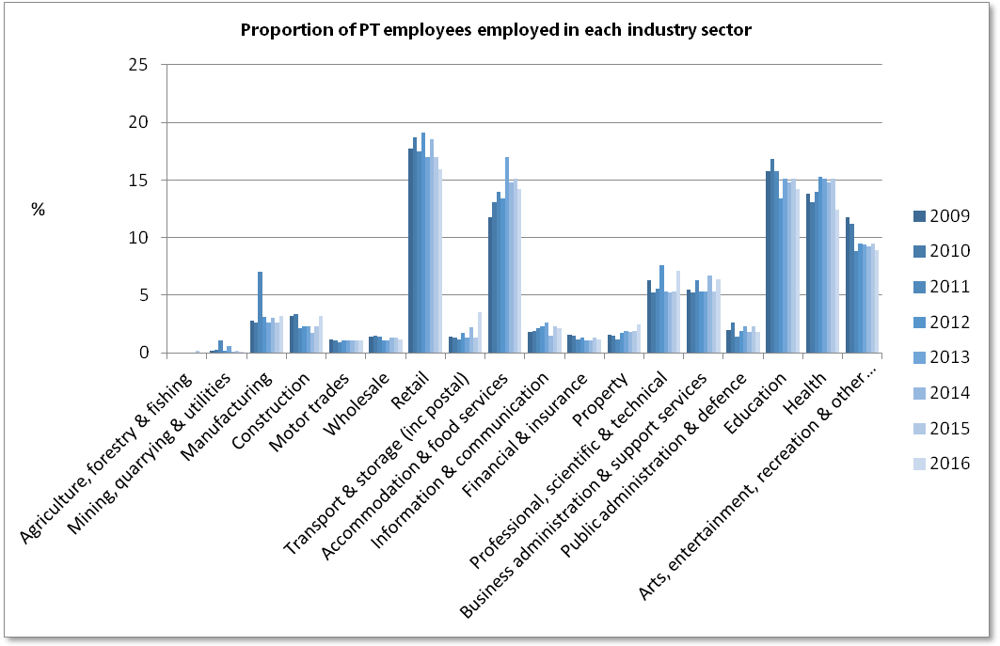 Proportion of PT employees employed in each industry sector
25
20
15
10
5
0
%
Agriculture, forestry & fishing
Mining, quarrying & utilities
Manufacturing
Construction
Motor trades
Wholesale
Retail
Transport & storage (inc postal)
Accommodation & food services
Information & communication
Financial & insurance
Property
Professional, scientific & technical
Business administration & support services
Public administration & defence
Education
Health
Arts, entertainment, recreation & other...
2009
2010
2011
2012
2013
2014
2015
2016